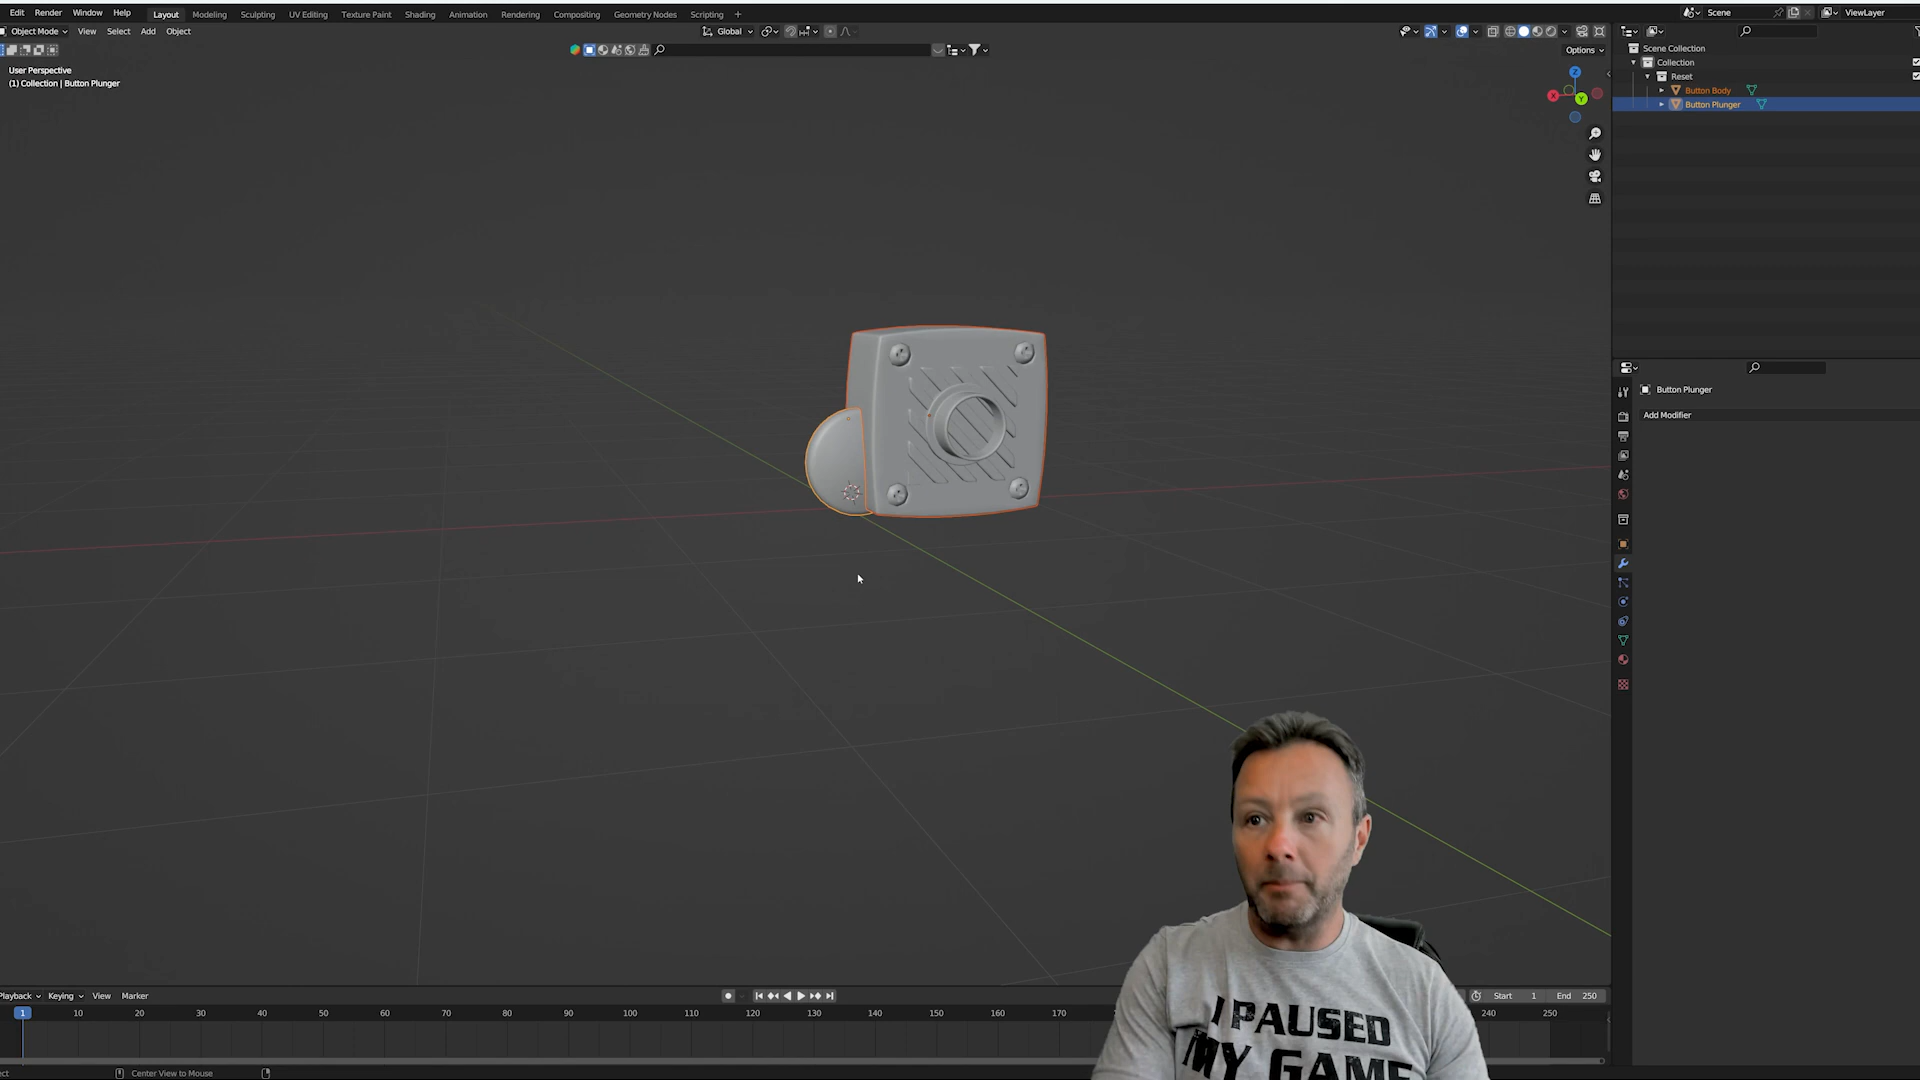 Edit Render Window Help Layout Modeling Sculpting UV Editing Texture Paint Shading Animation Rendering Compositing Geometry Nodes Scripting + Scene ViewLayer
Object Mode View Select Add Object Global
Options
User Perspective
(1) Collection | Button Plunger
Z
X
Y
Scene Collection
Collection
Reset
Button Body
Button Plunger
Button Plunger
Add Modifier
Playback Keying View Marker Start 1 End 250
1 10 20 30 40 50 60 70 80 90 100 110 120 130 140 150 160 170 240 250
Center View to Mouse
I PAUSED
MY GAME